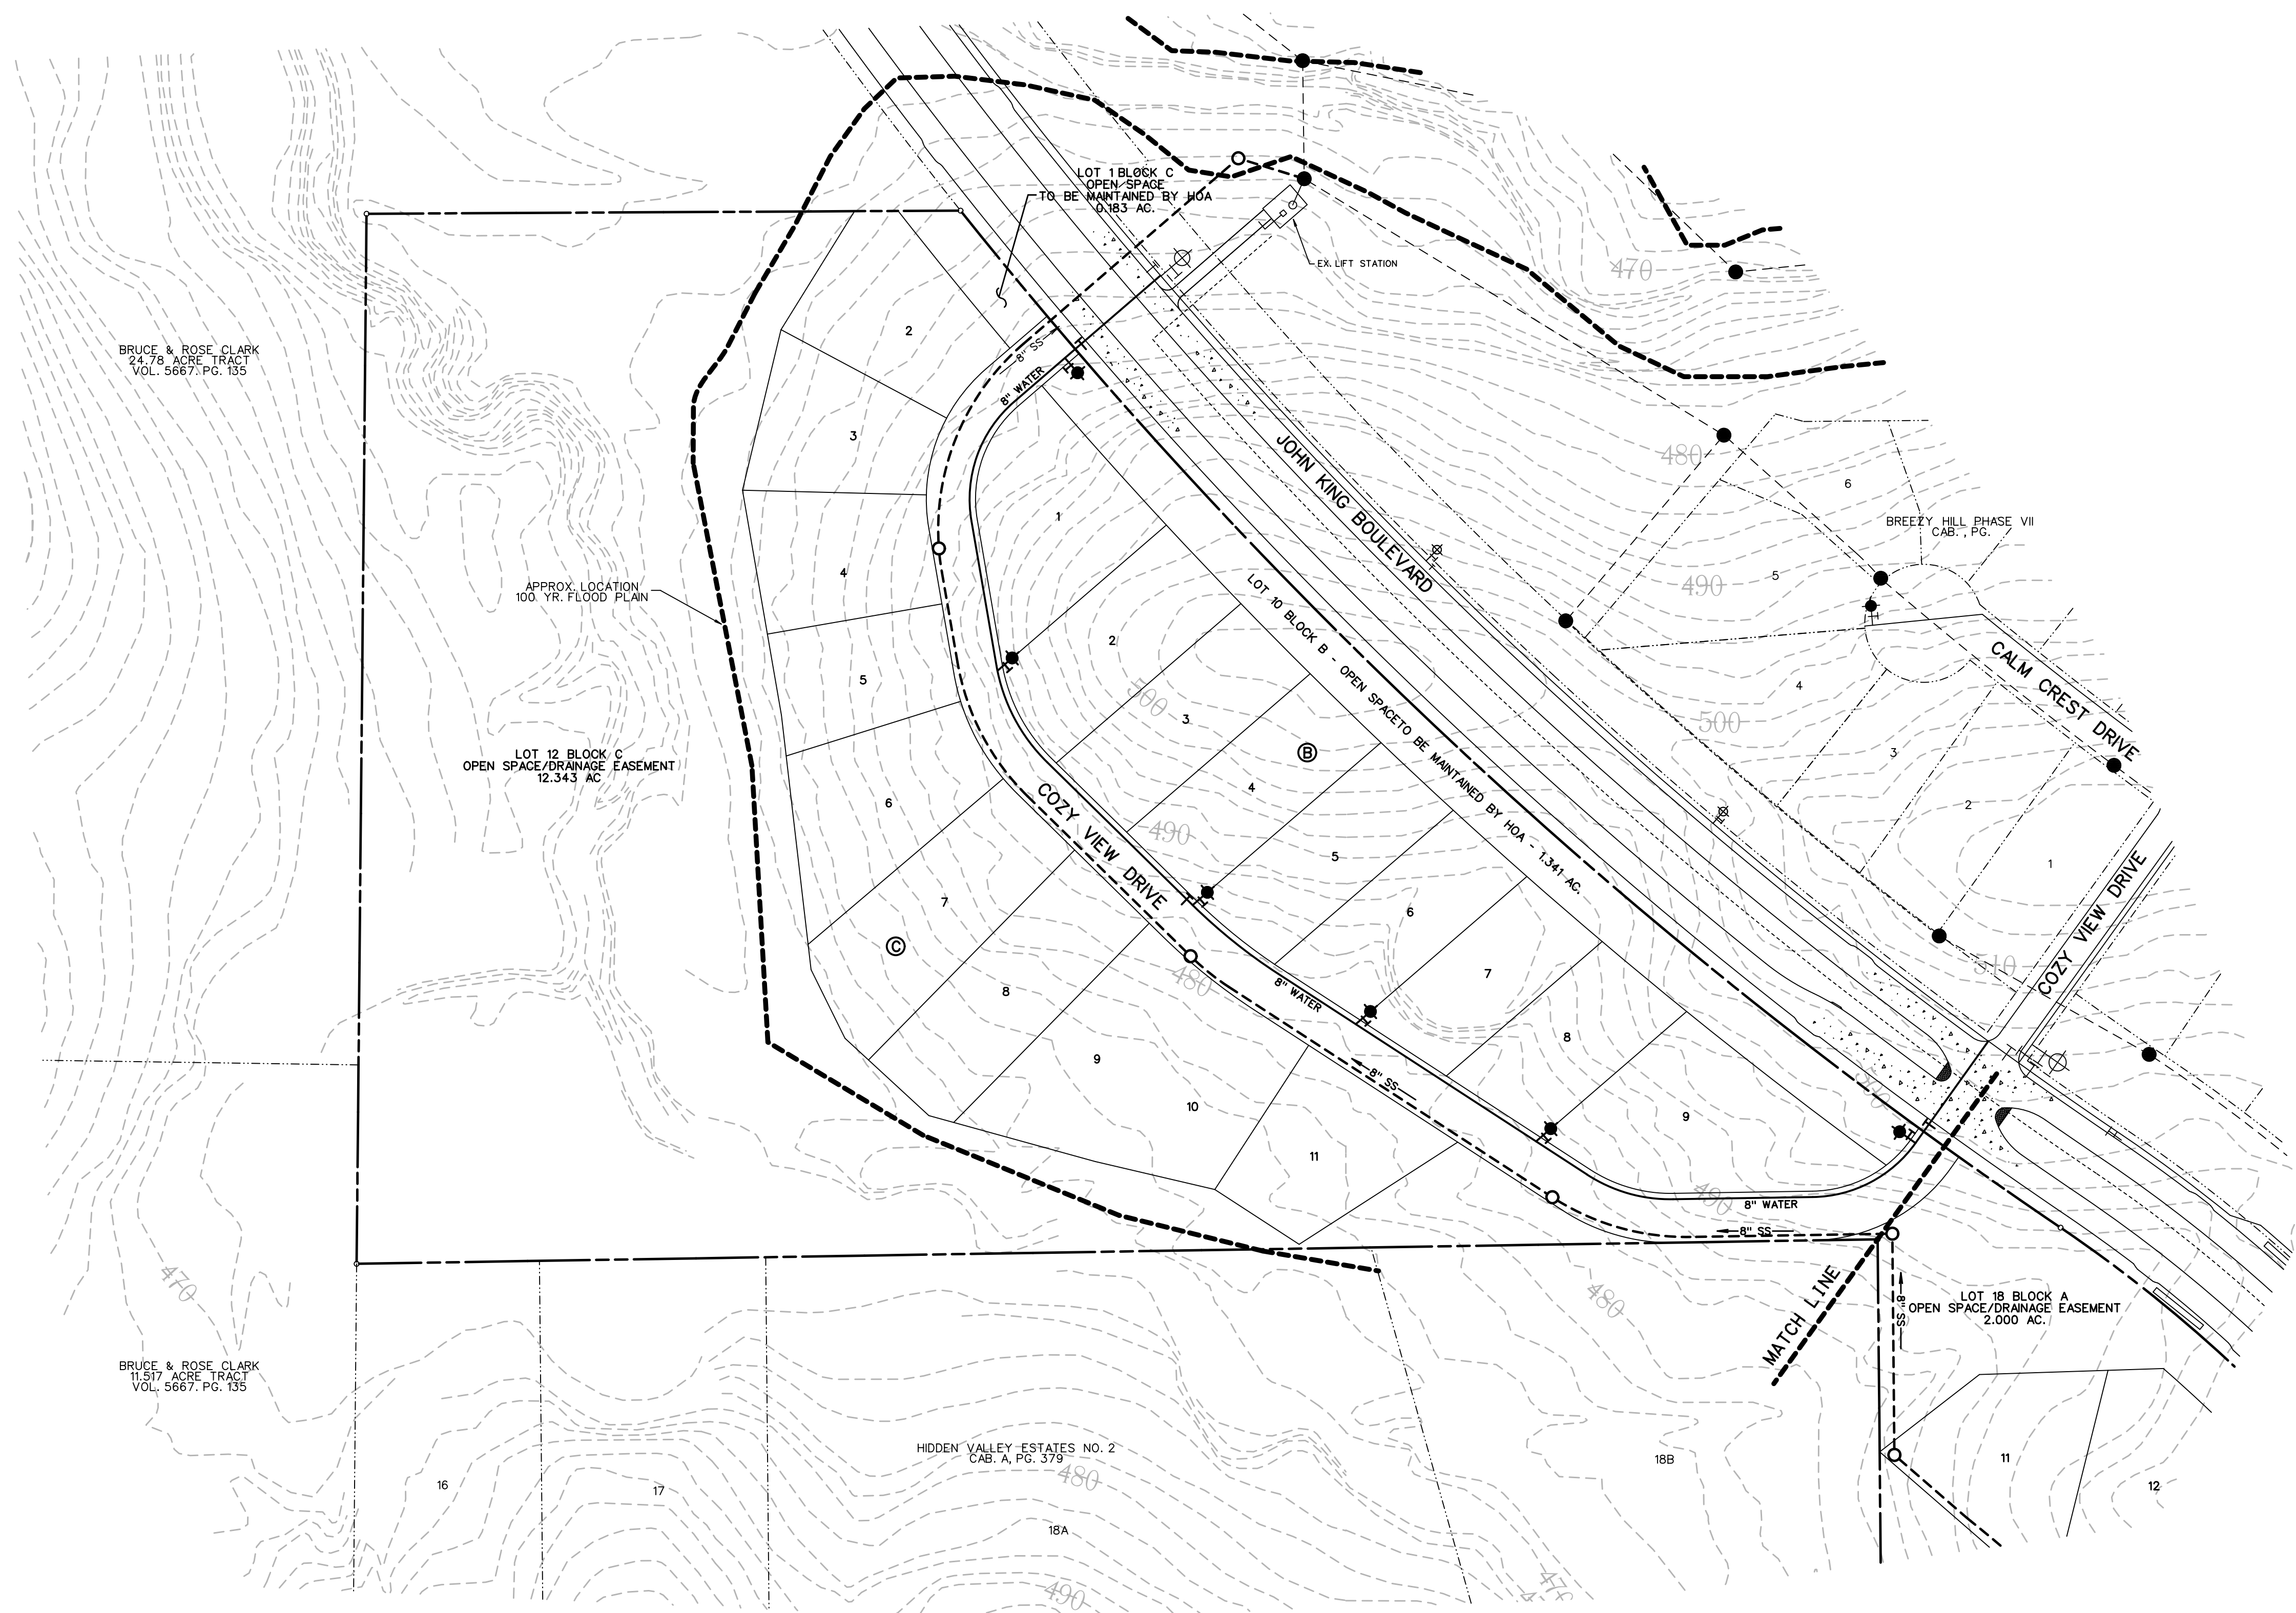 LOT 1 BLOCK C
OPEN SPACE
TO BE MAINTAINED BY HOA
0.183 AC.
EX. LIFT STATION
470
BRUCE & ROSE CLARK
24.78 ACRE TRACT
VOL. 5667. PG. 135
2
8" SS
8" WATER
3
JOHN KING BOULEVARD
480
6
BREEZY HILL PHASE VII
CAB. , PG.
1
4
APPROX. LOCATION
100 YR. FLOOD PLAIN
490
5
LOT 10 BLOCK B - OPEN SPACETO BE MAINTAINED BY HOA - 1.341 AC.
2
CALM CREST DRIVE
5
4
500
3
500
LOT 12 BLOCK C
OPEN SPACE/DRAINAGE EASEMENT
12.343 AC
B
3
4
6
COZY VIEW DRIVE
490
2
5
1
7
6
COZY VIEW DRIVE
C
510
480
7
8
8" WATER
8
9
8" SS
10
9
11
490
8" WATER
8" SS
MATCH LINE
8" SS
LOT 18 BLOCK A
OPEN SPACE/DRAINAGE EASEMENT
2.000 AC.
470
480
BRUCE & ROSE CLARK
11.517 ACRE TRACT
VOL. 5667. PG. 135
HIDDEN VALLEY ESTATES NO. 2
CAB. A, PG. 379
480
16
17
18A
18B
11
12
490